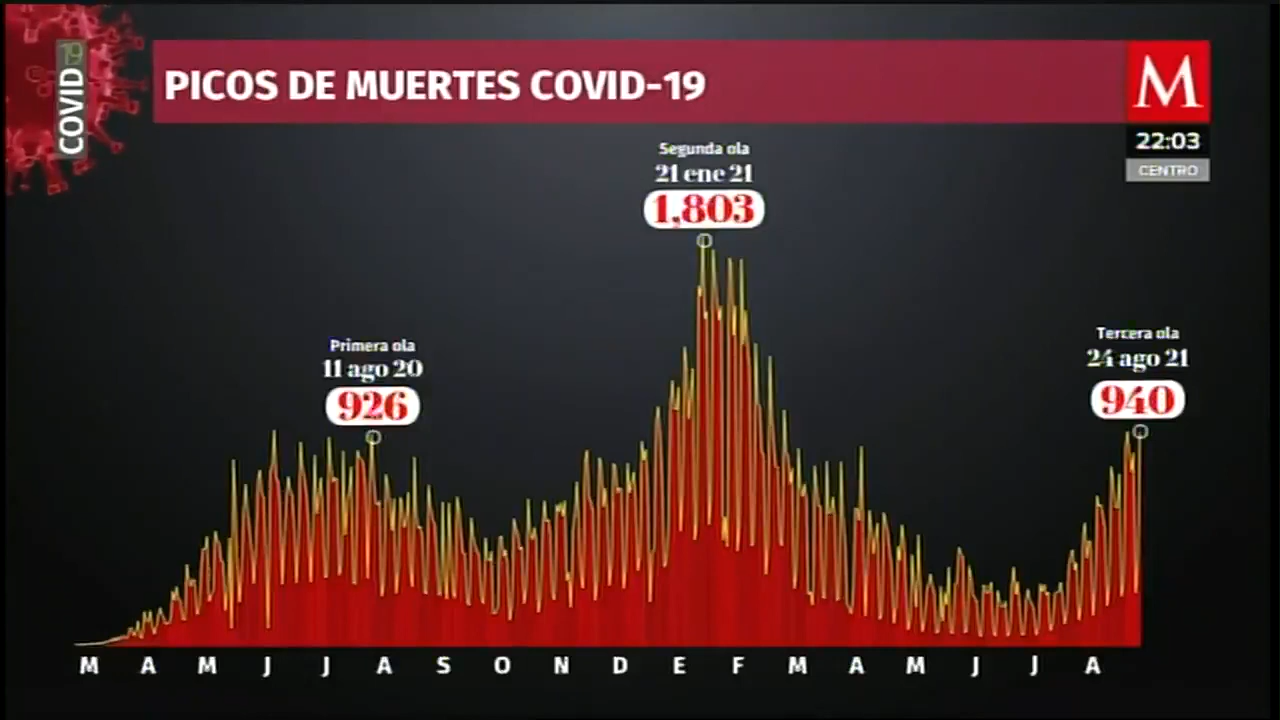 COVID 19
PICOS DE MUERTES COVID-19
M
22:03
CENTRO
Segunda ola
21 ene 21
1,803
Primera ola
11 ago 20
926
Tercera ola
24 ago 21
940
M A M J J A S O N D E F M A M J J A